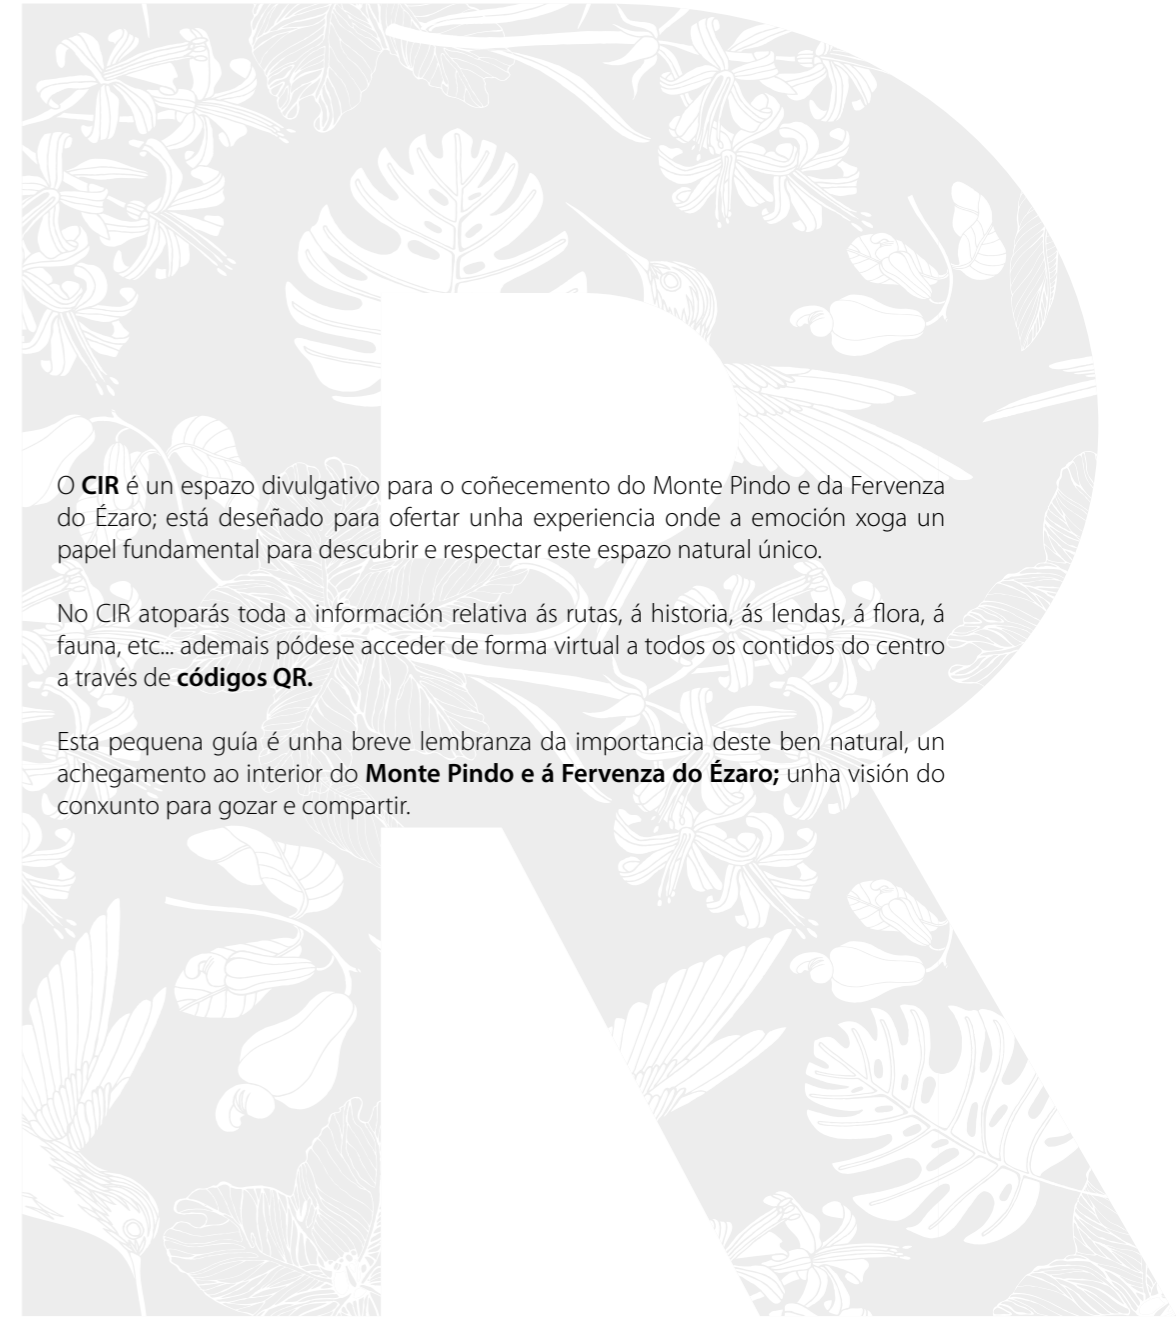 O CIR é un espazo divulgativo para o coñecemento do Monte Pindo e da Fervenza
do Ézaro; está deseñado para ofertar unha experiencia onde a emoción xoga un
papel fundamental para descubrir e respectar este espazo natural único.
No CIR atoparás toda a información relativa ás rutas, á historia, ás lendas, á flora, á
fauna, etc... ademais pódese acceder de forma virtual a todos os contidos do centro
a través de códigos QR.
Esta pequena guía é unha breve lembranza da importancia deste ben natural, un
achegamento ao interior do Monte Pindo e á Fervenza do Ézaro; unha visión do
conxunto para gozar e compartir.